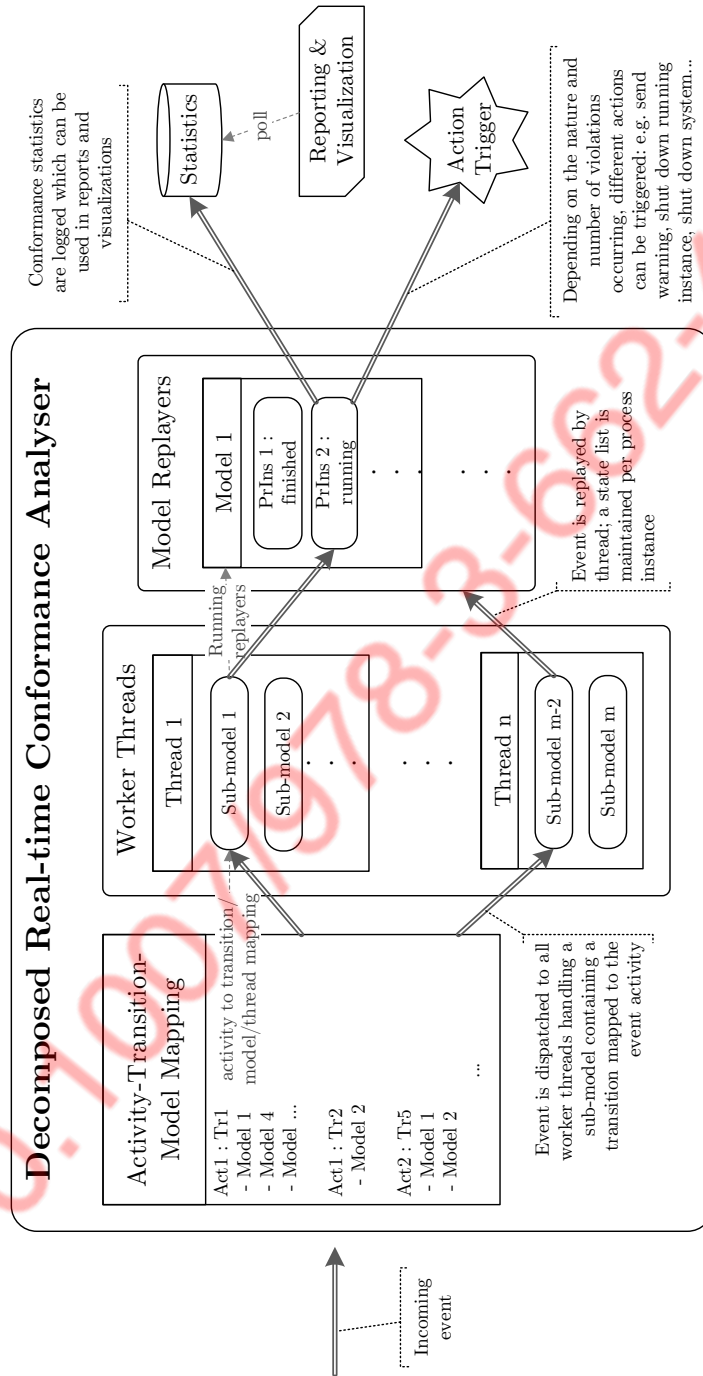 Decomposed Real-time Conformance Analyser
Incoming
event
Activity-Transition-
Model Mapping
Act1 : Tr1
- Model 1
- Model 4
- Model ...
Act1 : Tr2
- Model 2
Act2 : Tr5
- Model 1
- Model 2
...
activity to transition/
model/thread mapping
Event is dispatched to all
worker threads handling a
sub-model containing a
transition mapped to the
event activity
Worker Threads
Thread 1
Sub-model 1
Sub-model 2
. . .
. . .
Thread n
Sub-model m-2
Sub-model m
Running
replayers
Event is replayed by
thread; a state list is
maintained per process
instance
Model Replayers
Model 1
PrIns 1 :
finished
PrIns 2 :
running
. . .
. . .
Conformance statistics
are logged which can be
used in reports and
visualizations
Statistics
poll
Reporting &
Visualization
Action
Trigger
Depending on the nature and
number of violations
occurring, different actions
can be triggered: e.g. send
warning, shut down running
instance, shut down system...
0.1007/978-3-662-